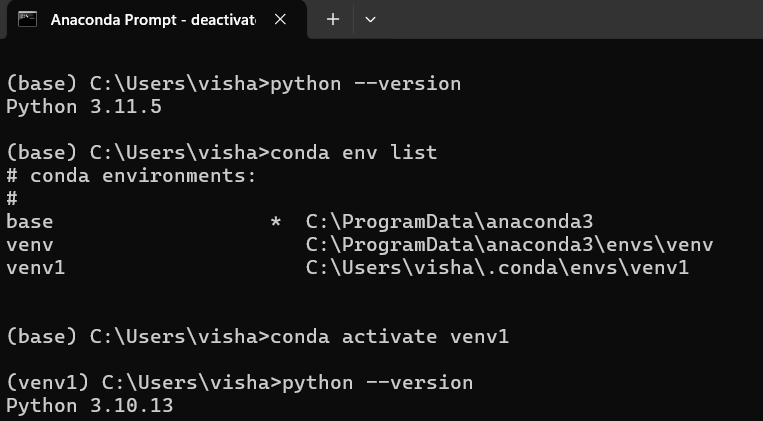 Anaconda Prompt - deactivat
(base) C:\Users\visha>python --version
Python 3.11.5
(base) C:\Users\visha>conda env list
# conda environments:
#
base                  *  C:\ProgramData\anaconda3
venv                     C:\ProgramData\anaconda3\envs\venv
venv1                    C:\Users\visha\.conda\envs\venv1
(base) C:\Users\visha>conda activate venv1
(venv1) C:\Users\visha>python --version
Python 3.10.13